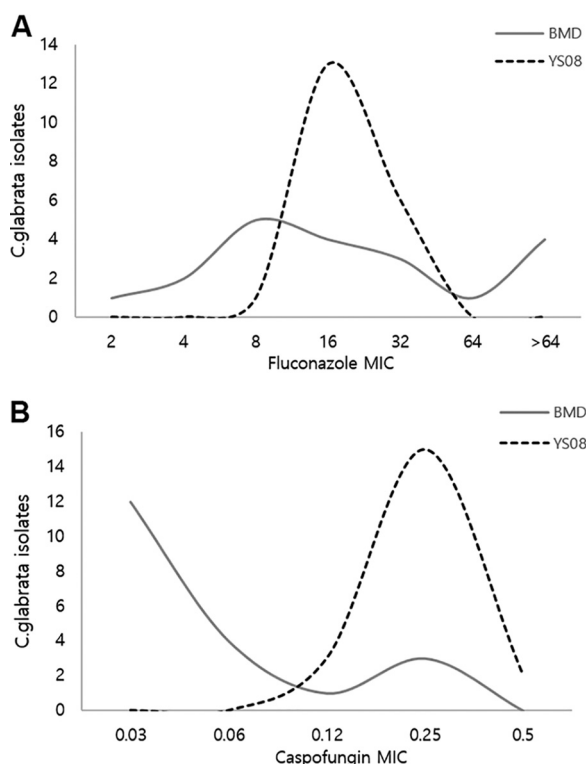 A
BMD
YS08
14
12
10
8
6
4
2
0
C.glabrata isolates
2 4 8 16 32 64 >64
Fluconazole MIC
B
BMD
YS08
16
14
12
10
8
6
4
2
0
C.glabrata isolates
0.03 0.06 0.12 0.25 0.5
Caspofungin MIC